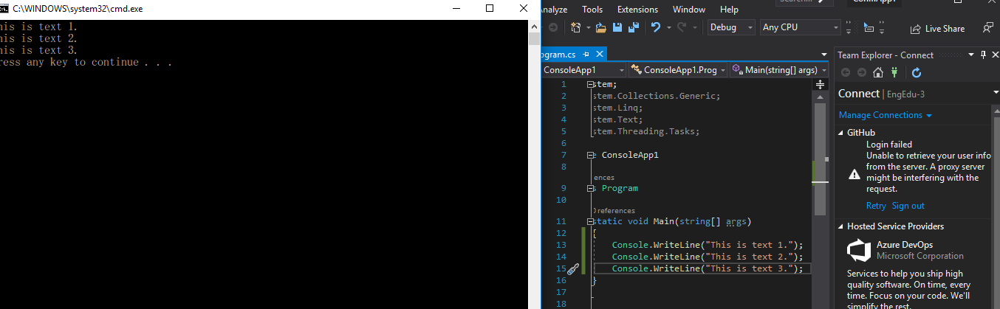 C:\WINDOWS\system32\cmd.exe
his is text 1.
his is text 2.
his is text 3.
ress any key to continue . . .
Analyze Tools Extensions Window Help
Debug Any CPU Live Share
ogram.cs
ConsoleApp1 ConsoleApp1.Prog Main(string[] args)
1 stem;
2 stem.Collections.Generic;
3 stem.Linq;
4 stem.Text;
5 stem.Threading.Tasks;
6
7 e ConsoleApp1
8
ences
9 s Program
10
0 references
11 static void Main(string[] args)
12 {
13 Console.WriteLine("This is text 1.");
14 Console.WriteLine("This is text 2.");
15 Console.WriteLine("This is text 3.");
16 }
17
18
Team Explorer - Connect
Connect | EngEdu-3
Manage Connections
GitHub
Login failed
Unable to retrieve your user info
from the server. A proxy server
might be interfering with the
request.
Retry Sign out
Hosted Service Providers
Azure DevOps
Microsoft Corporation
Services to help you ship high
quality software. On time, every
time. Focus on your code. We'll
simplify the rest.